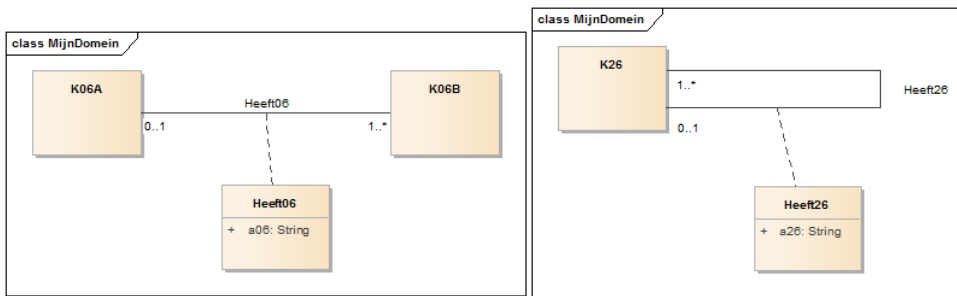 class MijnDomein
K06A
K06B
Heeft06
0..1
1..*
Heeft06
+ a06: String
class MijnDomein
K26
1..*
Heeft26
0..1
Heeft26
+ a26: String